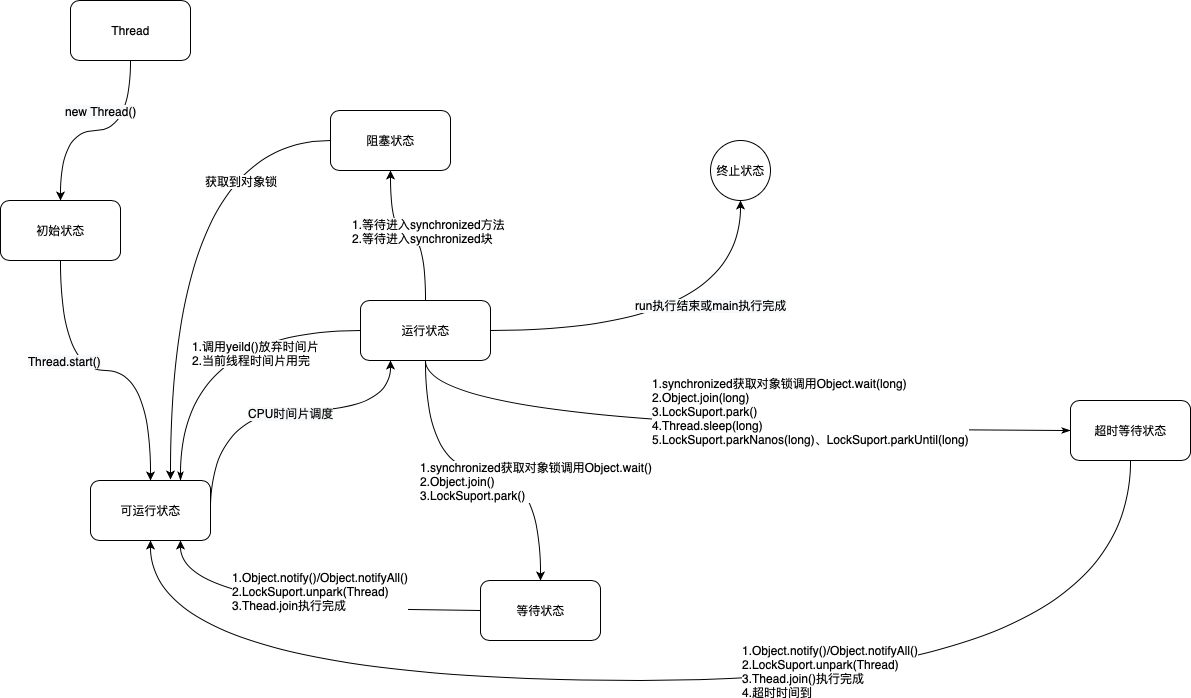 Thread
new Thread()
阻塞状态
终止状态
获取到对象锁
初始状态
1.等待进入synchronized方法
2.等待进入synchronized块
run执行结束或main执行完成
运行状态
1.调用yeild()放弃时间片
2.当前线程时间片用完
Thread.start()
1.synchronized获取对象锁调用Object.wait(long)
2.Object.join(long)
3.LockSuport.park()
4.Thread.sleep(long)
5.LockSuport.parkNanos(long)、LockSuport.parkUntil(long)
CPU时间片调度
超时等待状态
1.synchronized获取对象锁调用Object.wait()
2.Object.join()
3.LockSuport.park()
可运行状态
1.Object.notify()/Object.notifyAll()
2.LockSuport.unpark(Thread)
3.Thead.join执行完成
等待状态
1.Object.notify()/Object.notifyAll()
2.LockSuport.unpark(Thread)
3.Thead.join()执行完成
4.超时时间到